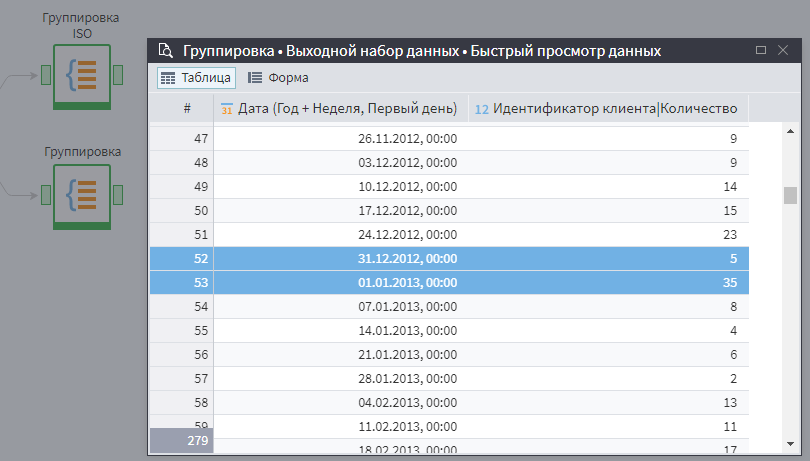 Группировка
ISO
Группировка
Группировка • Выходной набор данных • Быстрый просмотр данных
Таблица Форма
# 31 Дата (Год + Неделя, Первый день) 12 Идентификатор клиента|Количество
47 26.11.2012, 00:00 9
48 03.12.2012, 00:00 9
49 10.12.2012, 00:00 14
50 17.12.2012, 00:00 15
51 24.12.2012, 00:00 23
52 31.12.2012, 00:00 5
53 01.01.2013, 00:00 35
54 07.01.2013, 00:00 8
55 14.01.2013, 00:00 4
56 21.01.2013, 00:00 6
57 28.01.2013, 00:00 2
58 04.02.2013, 00:00 13
59 11.02.2013, 00:00 11
279 18.02.2013, 00:00 17